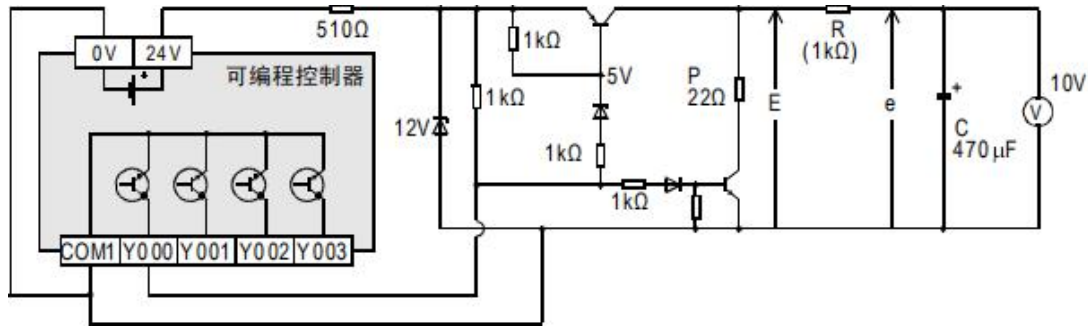 0V 24V
可编程控制器
COM1 Y000 Y001 Y002 Y003
510Ω
12V
1kΩ
1kΩ
5V
1kΩ
1kΩ
P
22Ω
E
R
(1kΩ)
e
+
C
470μF
10V
V